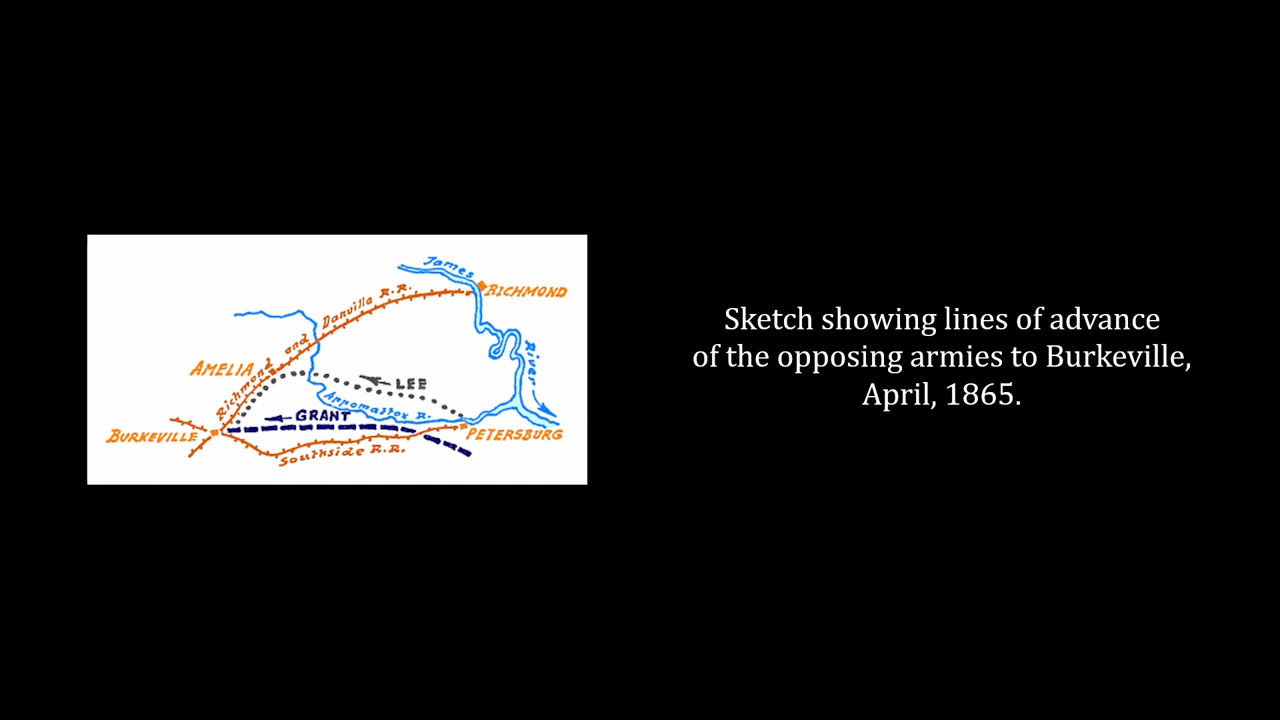 James
RICHMOND
Richmond and Danville R.R.
River
AMELIA
LEE
Appomattox R.
GRANT
BURKEVILLE
PETERSBURG
Southside R.R.
Sketch showing lines of advance
of the opposing armies to Burkeville,
April, 1865.